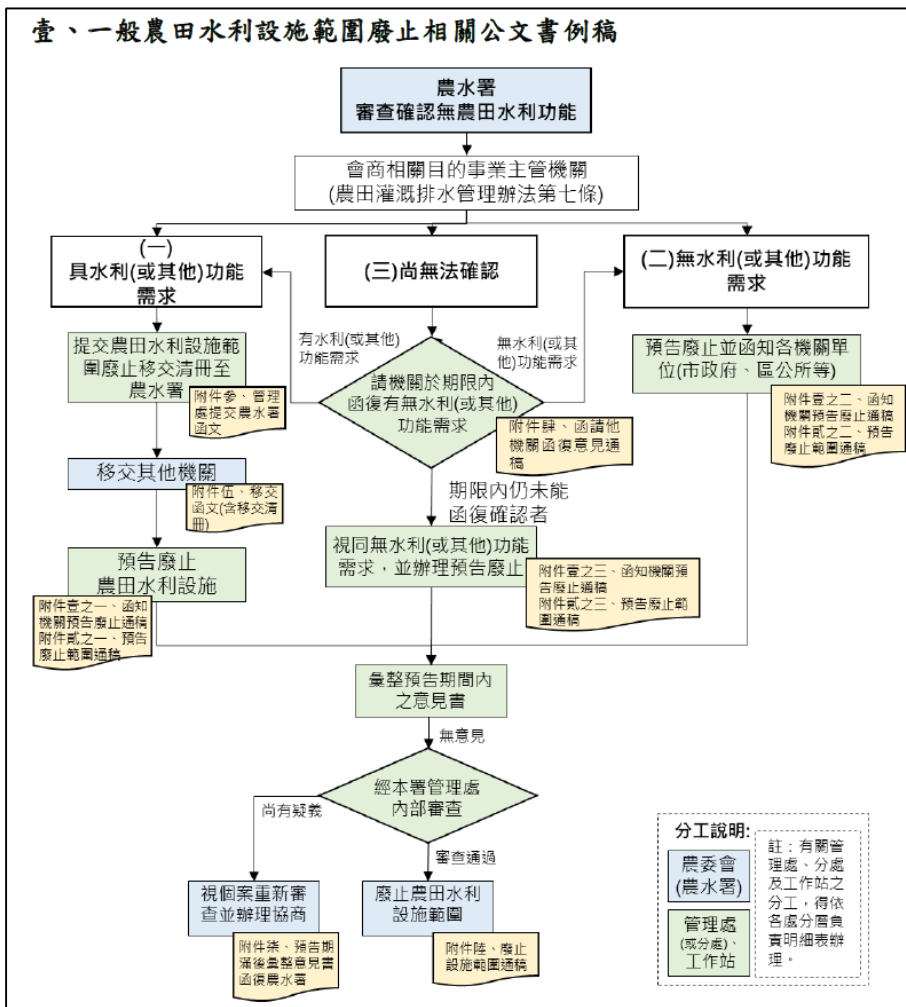 壹、一般農田水利設施範圍廢止相關公文書例稿
農水署
審查確認無農田水利功能
會商相關目的事業主管機關
(農田灌溉排水管理辦法第七條)
(一)
具水利(或其他)功能
需求
(三)尚無法確認
(二)無水利(或其他)功能
需求
有水利(或其他)
功能需求
無水利(或其
他)功能需求
提交農田水利設施範
圍廢止移交清冊至
農水署
附件參、管理
處提交農水署
函文
請機關於期限內
函復有無水利(或其他)
功能需求
附件肆、函請他
機關函復意見通
稿
預告廢止並函知各機關單
位(市政府、區公所等)
附件壹之二、函知
機關預告廢止通稿
附件貳之二、預告
廢止範圍通稿
移交其他機關
附件伍、移交
函文(含移交清
冊)
期限內仍未能
函復確認者
預告廢止
農田水利設施
附件壹之一、函知
機關預告廢止通稿
附件貳之一、預告
廢止範圍通稿
視同無水利(或其他)功能
需求，並辦理預告廢止
附件壹之三、函知機關預
告廢止通稿
附件貳之三、預告廢止範
圍通稿
彙整預告期間內
之意見書
無意見
經本署管理處
內部審查
尚有疑義
審查通過
視個案重新審
查並辦理協商
附件柒、預告期
滿後彙整意見書
函復農水署
廢止農田水利
設施範圍
附件陸、廢止
設施範圍通稿
分工說明:
農委會
(農水署)
管理處
(或分處)、
工作站
註：有關管
理處、分處
及工作站之
分工，得依
各處分層負
責明細表辦
理。